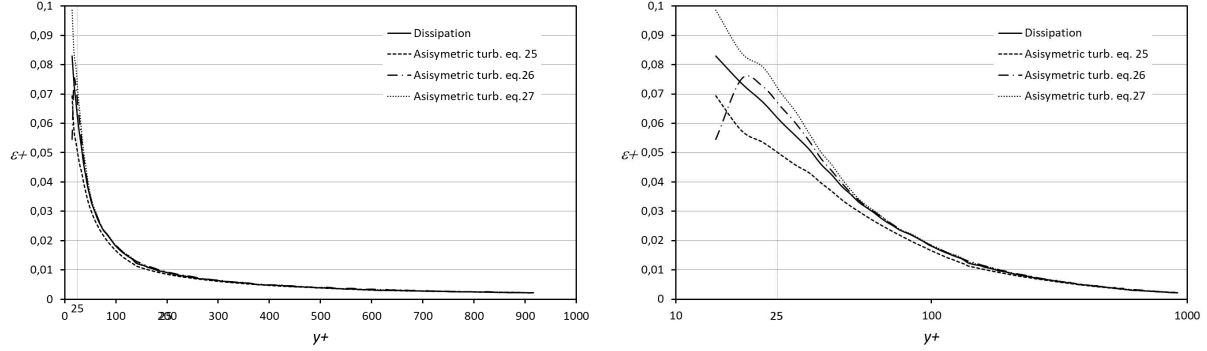 0,1
0,09
0,08
0,07
0,06
0,05
0,04
0,03
0,02
0,01
0
ε+
Dissipation
Asisymetric turb. eq. 25
Asisymetric turb. eq.26
Asisymetric turb. eq.27
0 100 200 300 400 500 600 700 800 900 1000
25
y+
0,1
0,09
0,08
0,07
0,06
0,05
0,04
0,03
0,02
0,01
0
ε+
Dissipation
Asisymetric turb. eq. 25
Asisymetric turb. eq.26
Asisymetric turb. eq.27
10 25 100 1000
y+